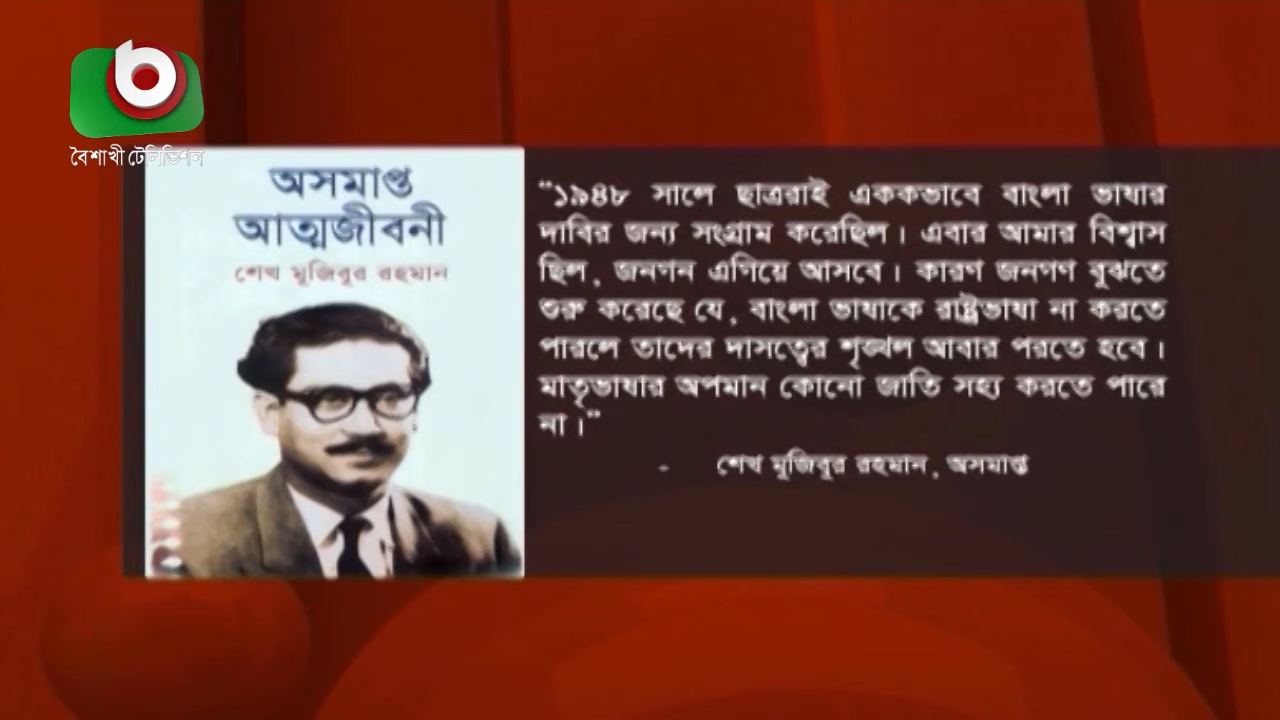 বৈশাখী টেলিভিশন
অসমাপ্ত
আত্মজীবনী
শেখ মুজিবুর রহমান
“১৯৪৮ সালে ছাত্ররাই এককভাবে বাংলা ভাষার
দাবির জন্য সংগ্রাম করেছিল। এবার আমার বিশ্বাস
ছিল, জনগন এগিয়ে আসবে। কারণ জনগণ বুঝতে
শুরু করেছে যে, বাংলা ভাষাকে রাষ্ট্রভাষা না করতে
পারলে তাদের দাসত্বের শৃঙ্খল আবার পরতে হবে।
মাতৃভাষার অপমান কোনো জাতি সহ্য করতে পারে
না।”
- শেখ মুজিবুর রহমান, অসমাপ্ত